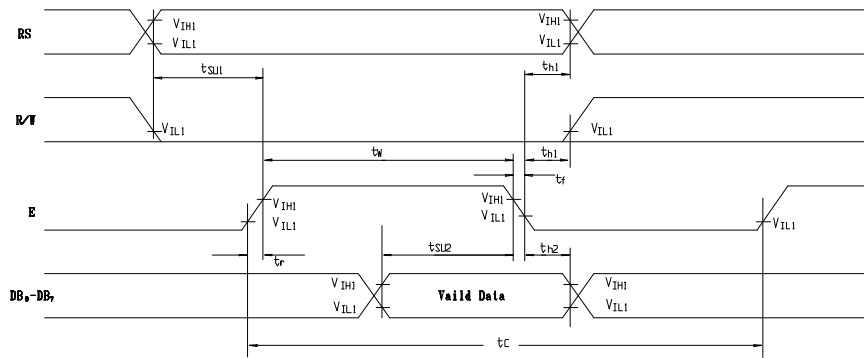 RS
VIH1
VIL1
VIH1
VIL1
tSU1
th1
R/W
VIL1
VIL1
tW
th1
tf
E
VIH1
VIL1
VIH1
VIL1
VIL1
tr
tSU2
th2
DB0-DB7
VIH1
VIL1
Vaild Data
VIH1
VIL1
tC